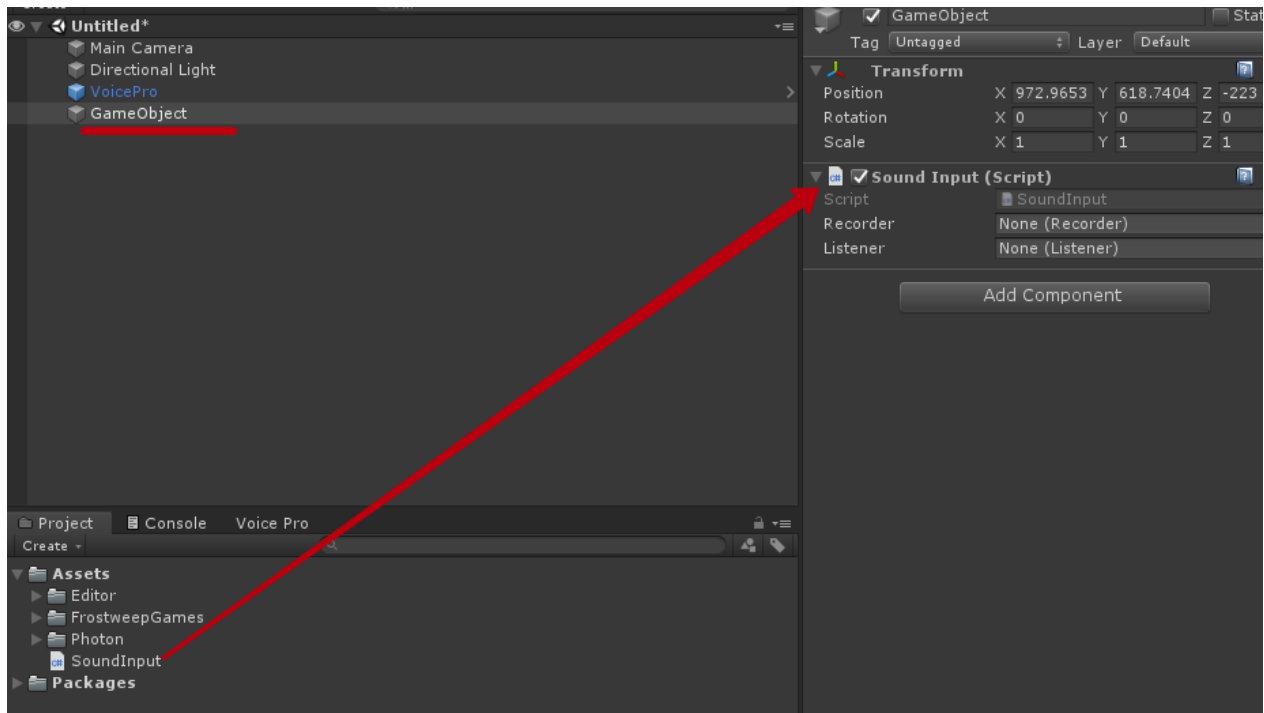 Untitled*
Main Camera
Directional Light
VoicePro
GameObject
Project Console Voice Pro
Create
Assets
Editor
FrostweepGames
Photon
SoundInput
Packages
GameObject
Tag Untagged Layer Default
Transform
Position X 972.9653 Y 618.7404 Z -223
Rotation X 0 Y 0 Z 0
Scale X 1 Y 1 Z 1
Sound Input (Script)
Script SoundInput
Recorder None (Recorder)
Listener None (Listener)
Add Component